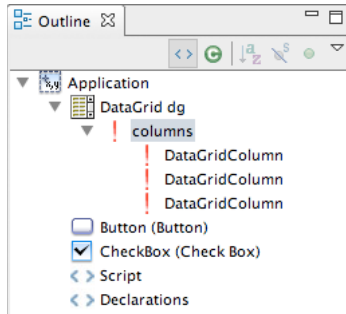 Outline
Application
DataGrid dg
columns
DataGridColumn
DataGridColumn
DataGridColumn
Button (Button)
CheckBox (Check Box)
Script
Declarations